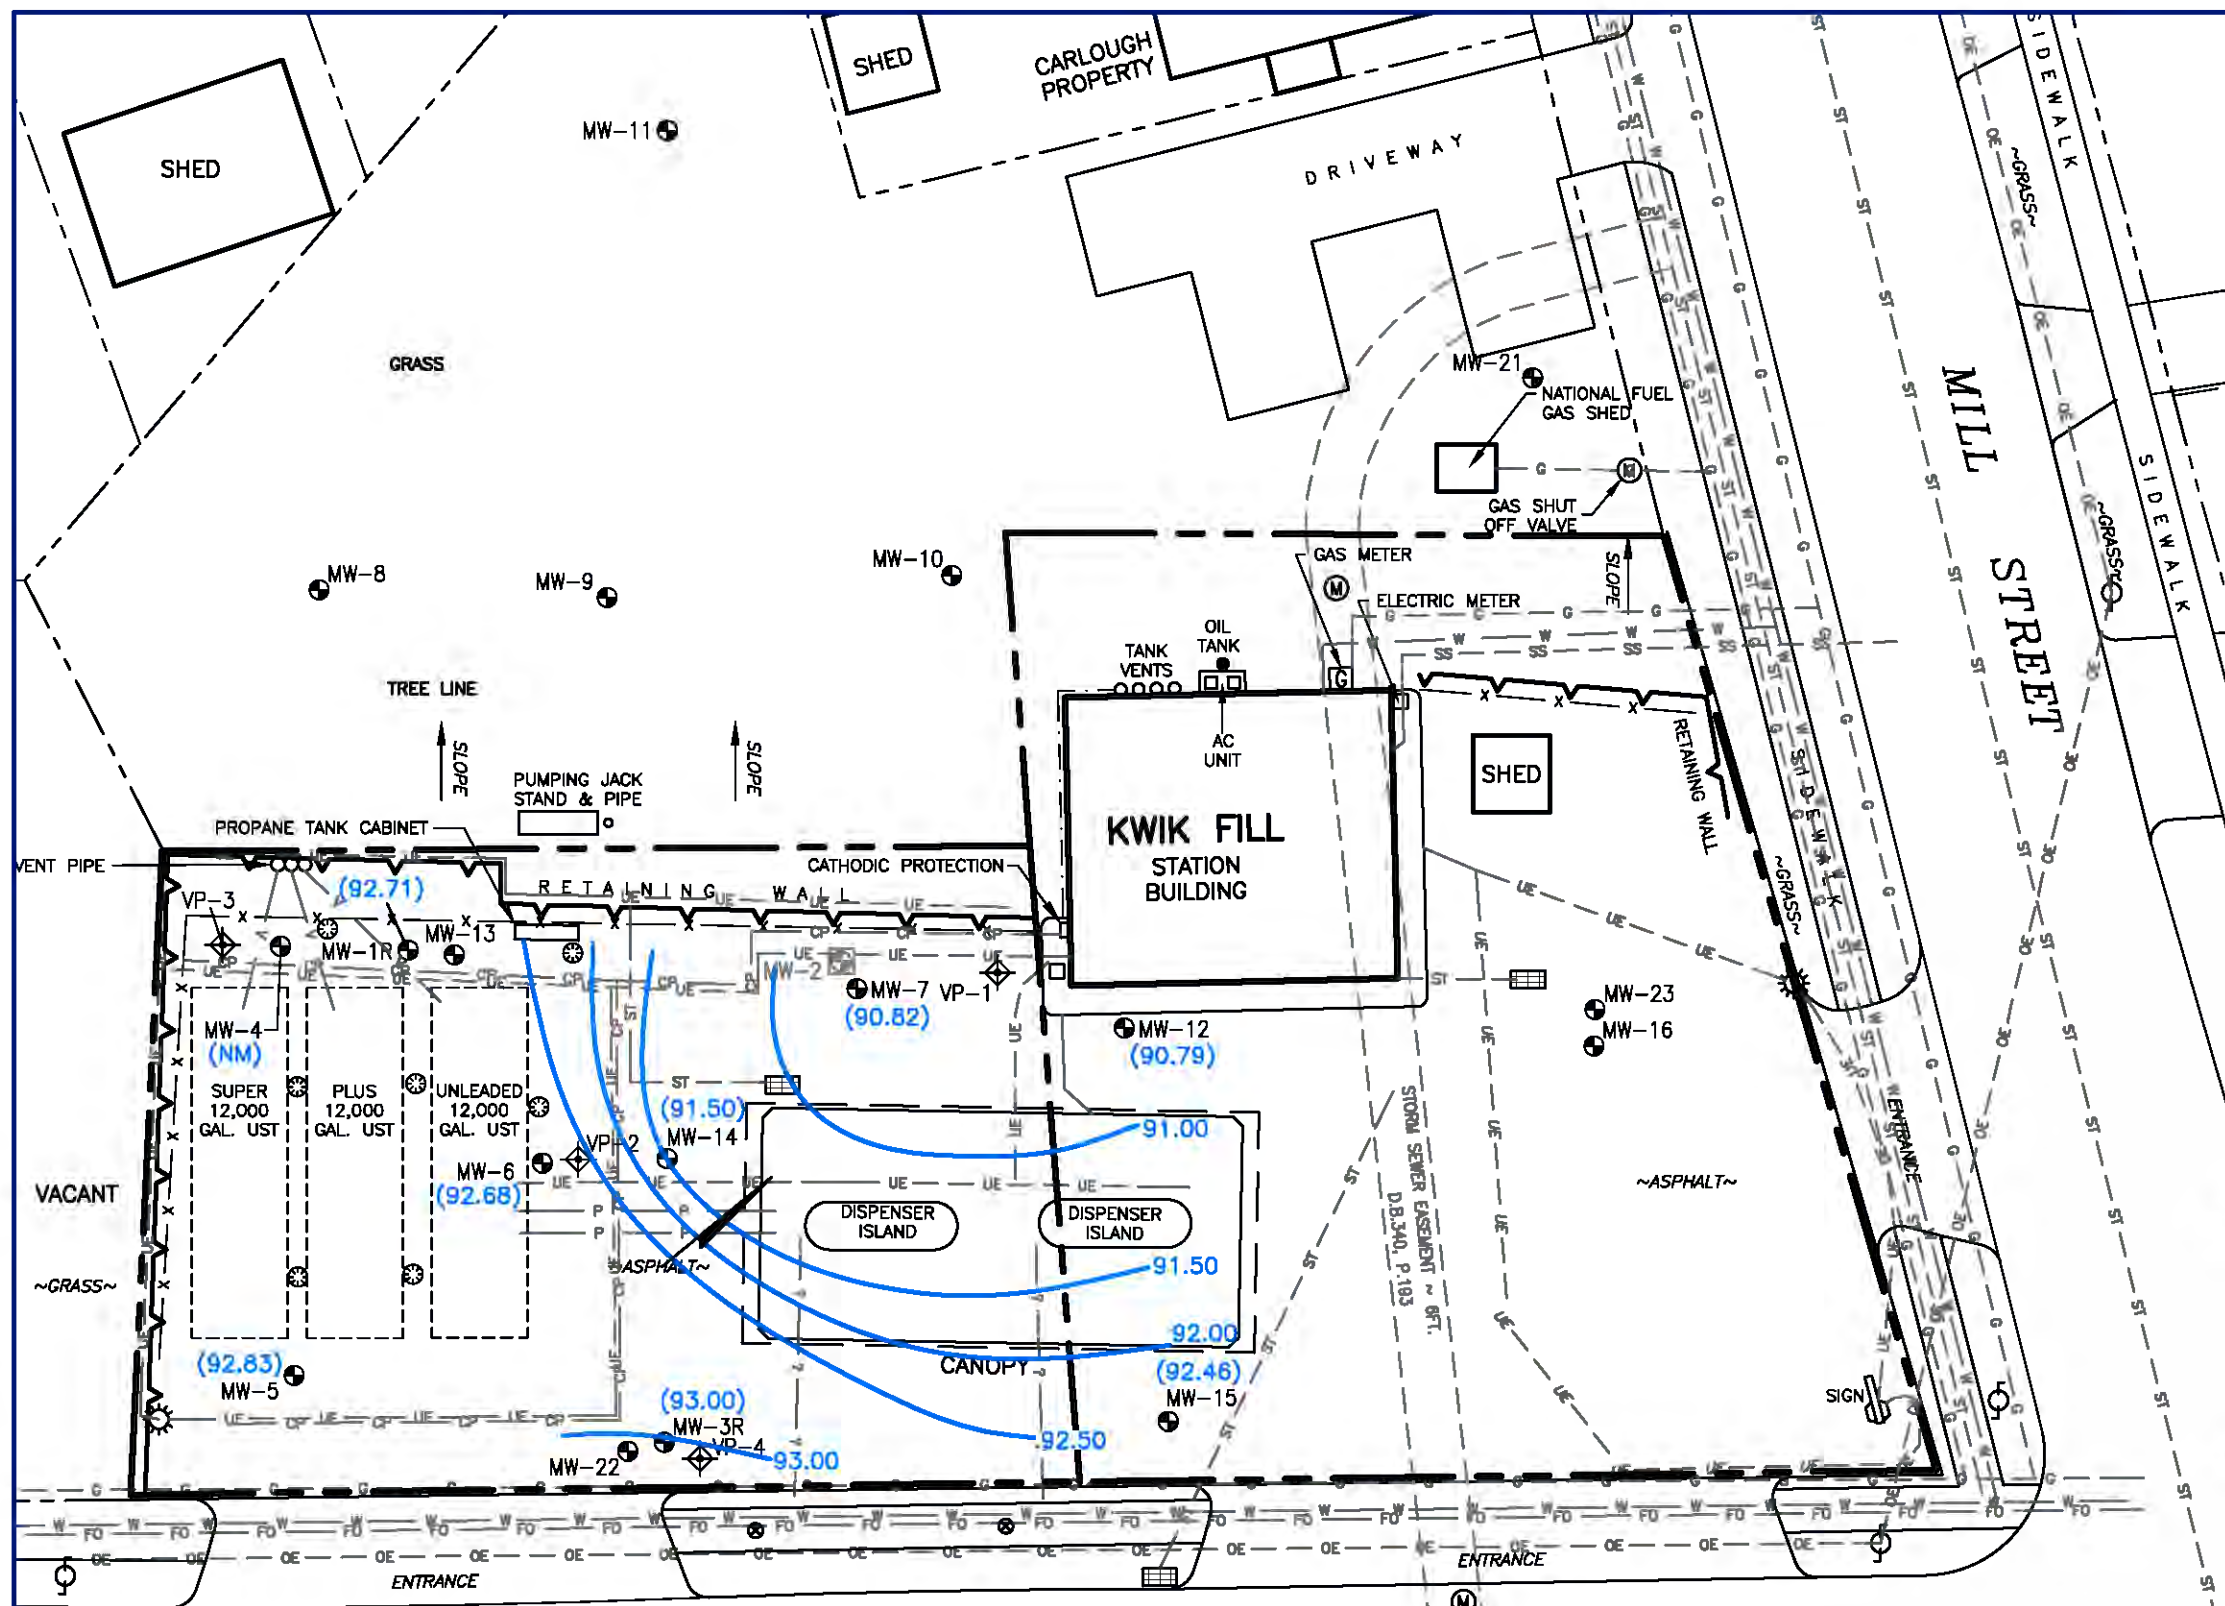 SHED
CARLOUGH
PROPERTY
MW-11
SHED
DRIVEWAY
SIDEWALK
~GRASS~
GRASS
MW-21
NATIONAL FUEL
GAS SHED
MILL STREET
SIDEWALK
GAS SHUT
OFF VALVE
~GRASS~
MW-8
MW-9
MW-10
GAS METER
M
SLOPE
ELECTRIC METER
OIL
TANK
TANK
VENTS
G
TREE LINE
SLOPE
SLOPE
AC
UNIT
SHED
RETAINING WALL
SIDEWALK
PUMPING JACK
STAND & PIPE
PROPANE TANK CABINET
KWIK FILL
STATION
BUILDING
VENT PIPE
CATHODIC PROTECTION
(92.71)
RETAINING WALL
~GRASS~
VP-3
MW-1R
MW-13
MW-2
MW-7
(90.82)
VP-1
MW-23
MW-16
MW-12
(90.79)
MW-4
(NM)
SUPER
12,000
GAL. UST
PLUS
12,000
GAL. UST
UNLEADED
12,000
GAL. UST
(91.50)
MW-14
VP-2
MW-6
(92.68)
91.00
STORM SEWER EASEMENT ~ 6FT.
D.B.340, P.193
ENTRANCE
~ASPHALT~
VACANT
DISPENSER
ISLAND
DISPENSER
ISLAND
~GRASS~
~ASPHALT~
91.50
92.00
CANOPY
(92.46)
MW-15
(92.83)
MW-5
(93.00)
MW-3R
VP-4
MW-22
92.50
93.00
SIGN
ENTRANCE
ENTRANCE
M